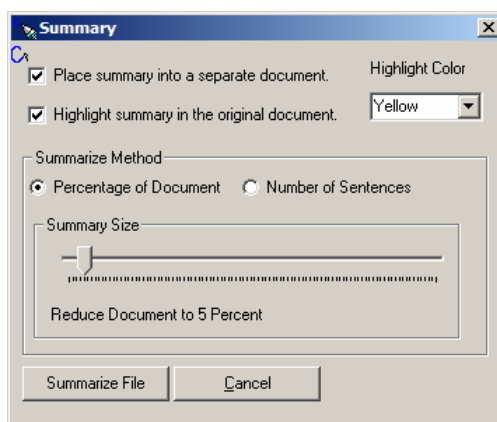 Summary
Place summary into a separate document.
Highlight Color
Highlight summary in the original document.
Yellow
Summarize Method
Percentage of Document
Number of Sentences
Summary Size
Reduce Document to 5 Percent
Summarize File
Cancel